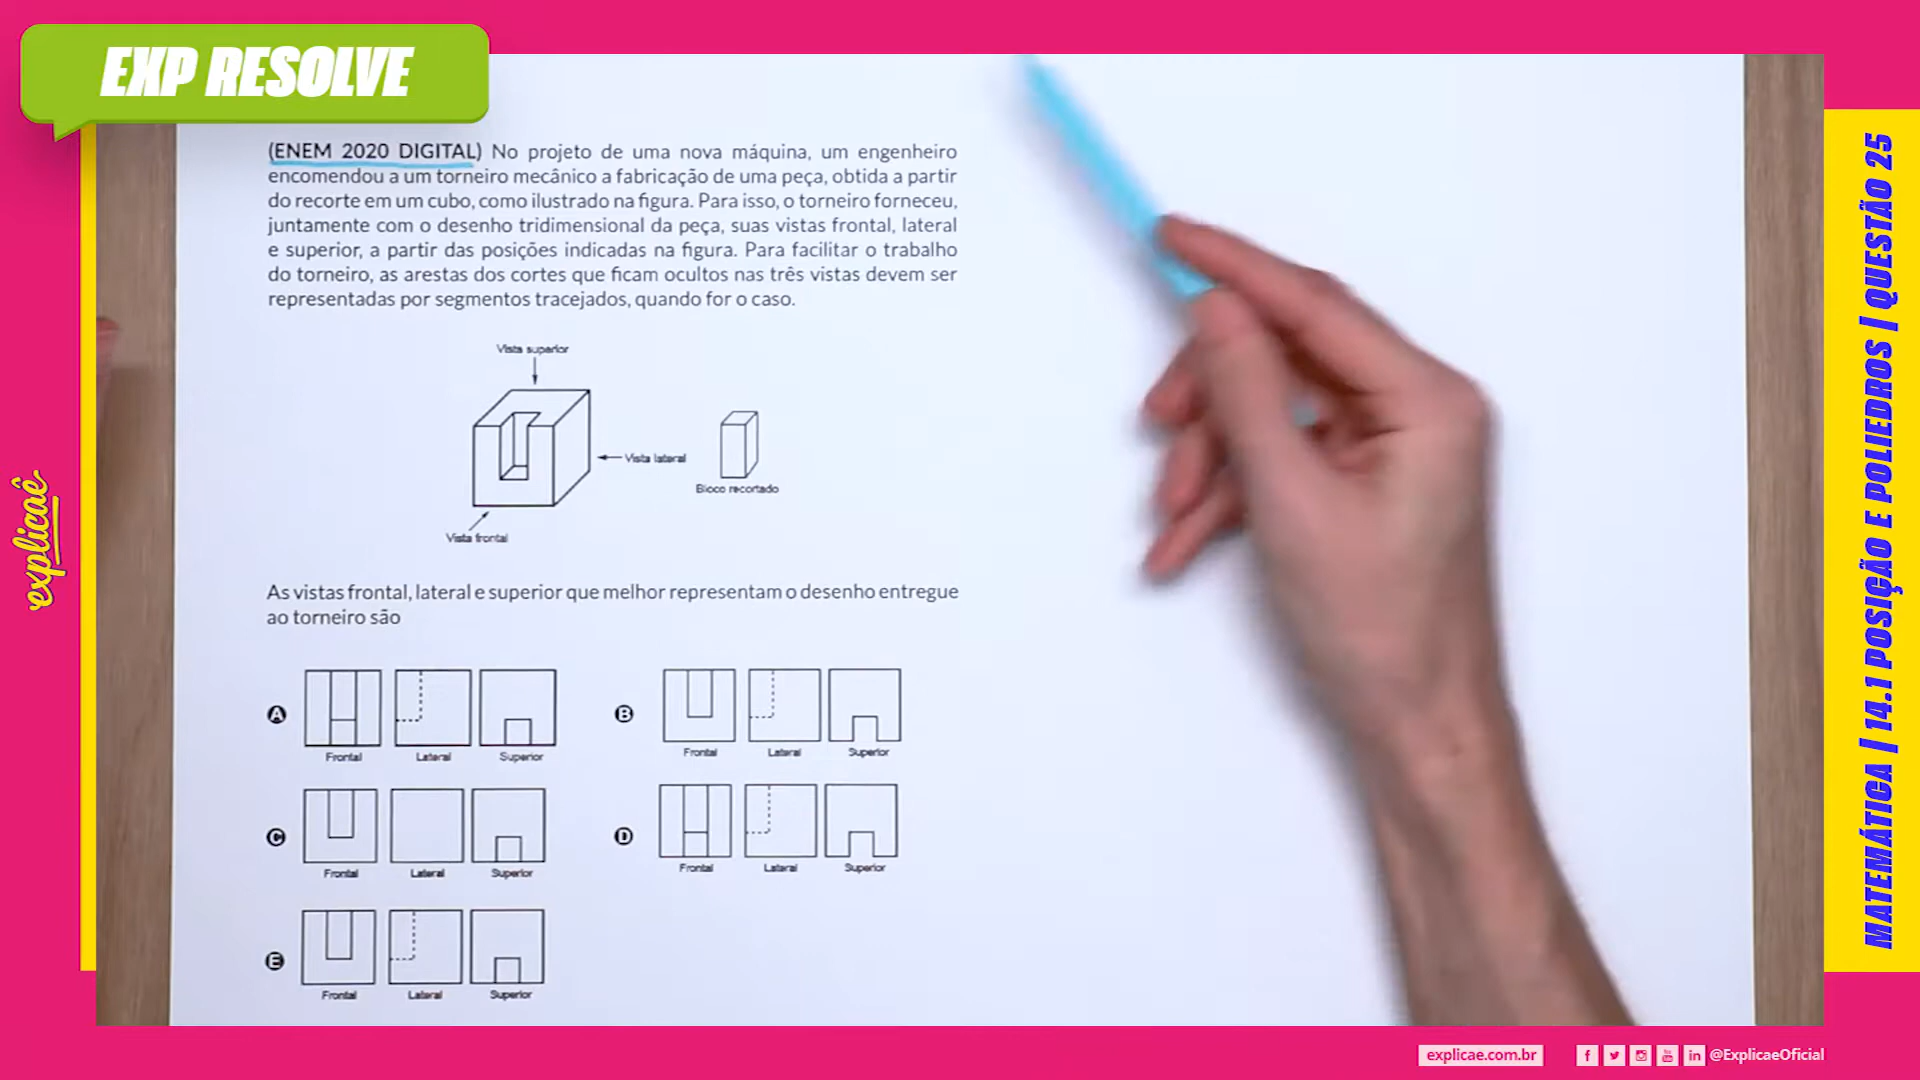 EXP RESOLVE
(ENEM 2020 DIGITAL) No projeto de uma nova máquina, um engenheiro
encomendou a um torneiro mecânico a fabricação de uma peça, obtida a partir
do recorte em um cubo, como ilustrado na figura. Para isso, o torneiro forneceu,
juntamente com o desenho tridimensional da peça, suas vistas frontal, lateral
e superior, a partir das posições indicadas na figura. Para facilitar o trabalho
do torneiro, as arestas dos cortes que ficam ocultos nas três vistas devem ser
representadas por segmentos tracejados, quando for o caso.
Vista superior
Vista lateral
Bloco recortado
Vista frontal
As vistas frontal, lateral e superior que melhor representam o desenho entregue
ao torneiro são
A
Frontal Lateral Superior
B
Frontal Lateral Superior
C
Frontal Lateral Superior
D
Frontal Lateral Superior
E
Frontal Lateral Superior
explicaê
MATEMÁTICA | 14.1 POSIÇÃO E POLIEDROS | QUESTÃO 25
explicae.com.br
@ExplicaeOficial